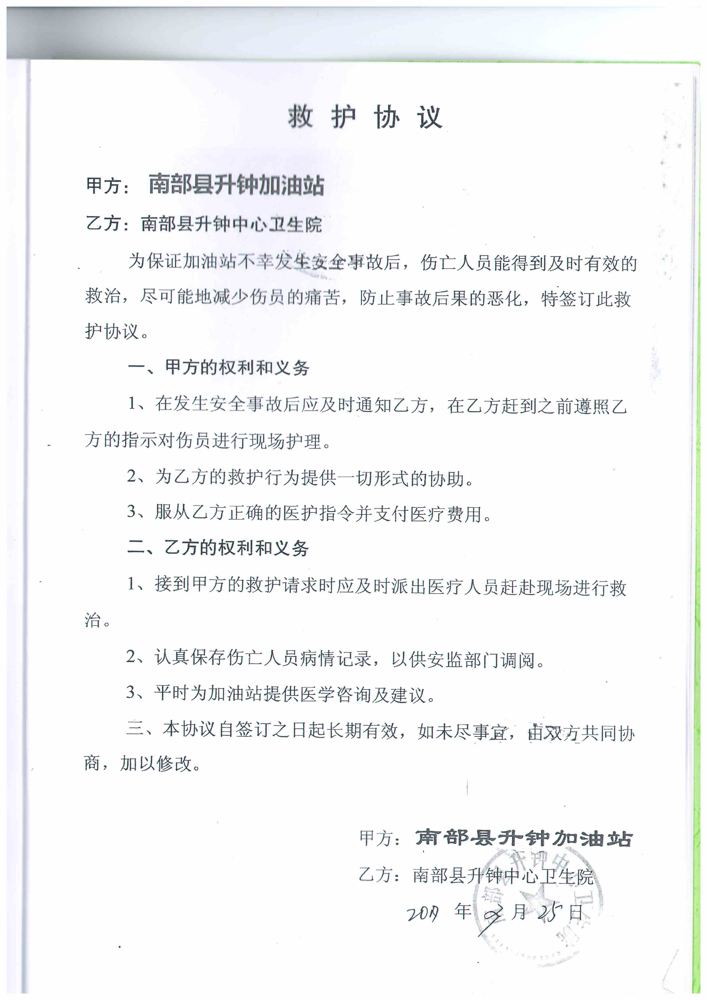 救护协议
甲方：南部县升钟加油站
乙方：南部县升钟中心卫生院
为保证加油站不幸发生安全事故后，伤亡人员能得到及时有效的
救治，尽可能地减少伤员的痛苦，防止事故后果的恶化，特签订此救
护协议。
一、甲方的权利和义务
1、在发生安全事故后应及时通知乙方，在乙方赶到之前遵照乙
方的指示对伤员进行现场护理。
2、为乙方的救护行为提供一切形式的协助。
3、服从乙方正确的医护指令并支付医疗费用。
二、乙方的权利和义务
1、接到甲方的救护请求时应及时派出医疗人员赶赴现场进行救
治。
2、认真保存伤亡人员病情记录，以供安监部门调阅。
3、平时为加油站提供医学咨询及建议。
三、本协议自签订之日起长期有效，如未尽事宜，由双方共同协
商，加以修改。
甲方：南部县升钟加油站
乙方：南部县升钟中心卫生院
年 月 25 日
南部县升钟中心卫生院